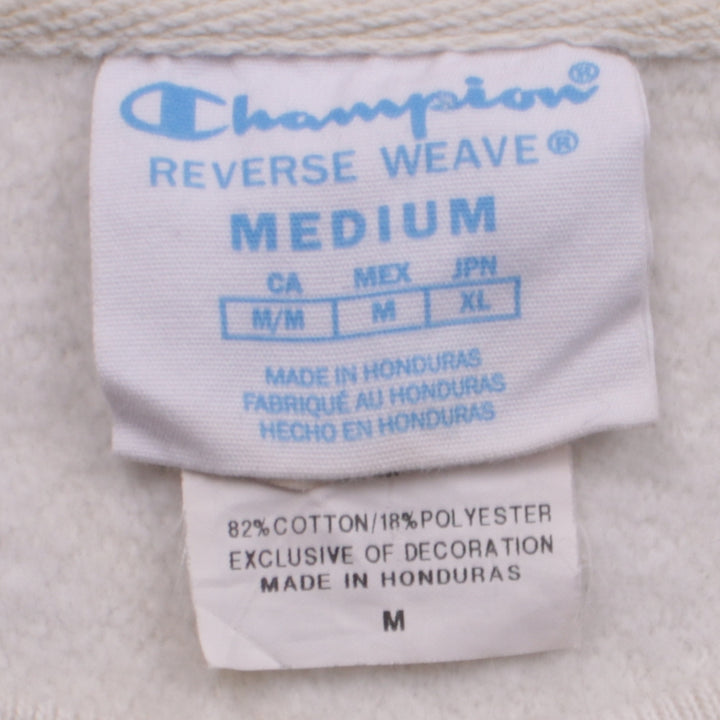 Champion®
REVERSE WEAVE®
MEDIUM
CA MEX JPN
M/M M XL
MADE IN HONDURAS
FABRIQUÉ AU HONDURAS
HECHO EN HONDURAS
82% COTTON/18% POLYESTER
EXCLUSIVE OF DECORATION
MADE IN HONDURAS
M